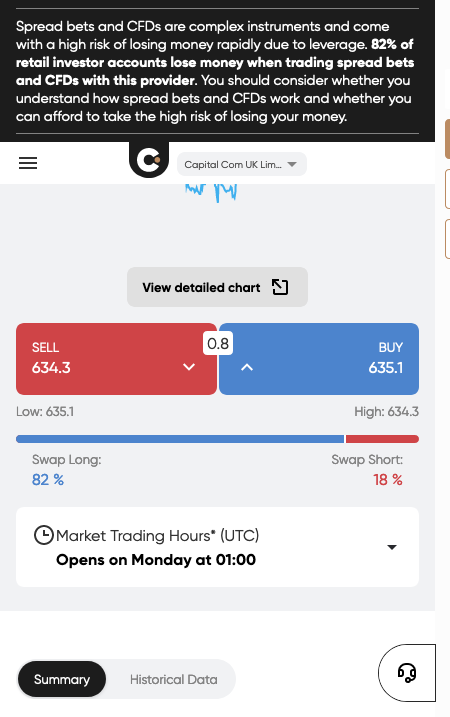 Spread bets and CFDs are complex instruments and come
with a high risk of losing money rapidly due to leverage. 82% of
retail investor accounts lose money when trading spread bets
and CFDs with this provider. You should consider whether you
understand how spread bets and CFDs work and whether you
can afford to take the high risk of losing your money.
Capital Com UK Lim...
View detailed chart
SELL
634.3
0.8
BUY
635.1
Low: 635.1
High: 634.3
Swap Long:
82 %
Swap Short:
18 %
Market Trading Hours* (UTC)
Opens on Monday at 01:00
Summary
Historical Data